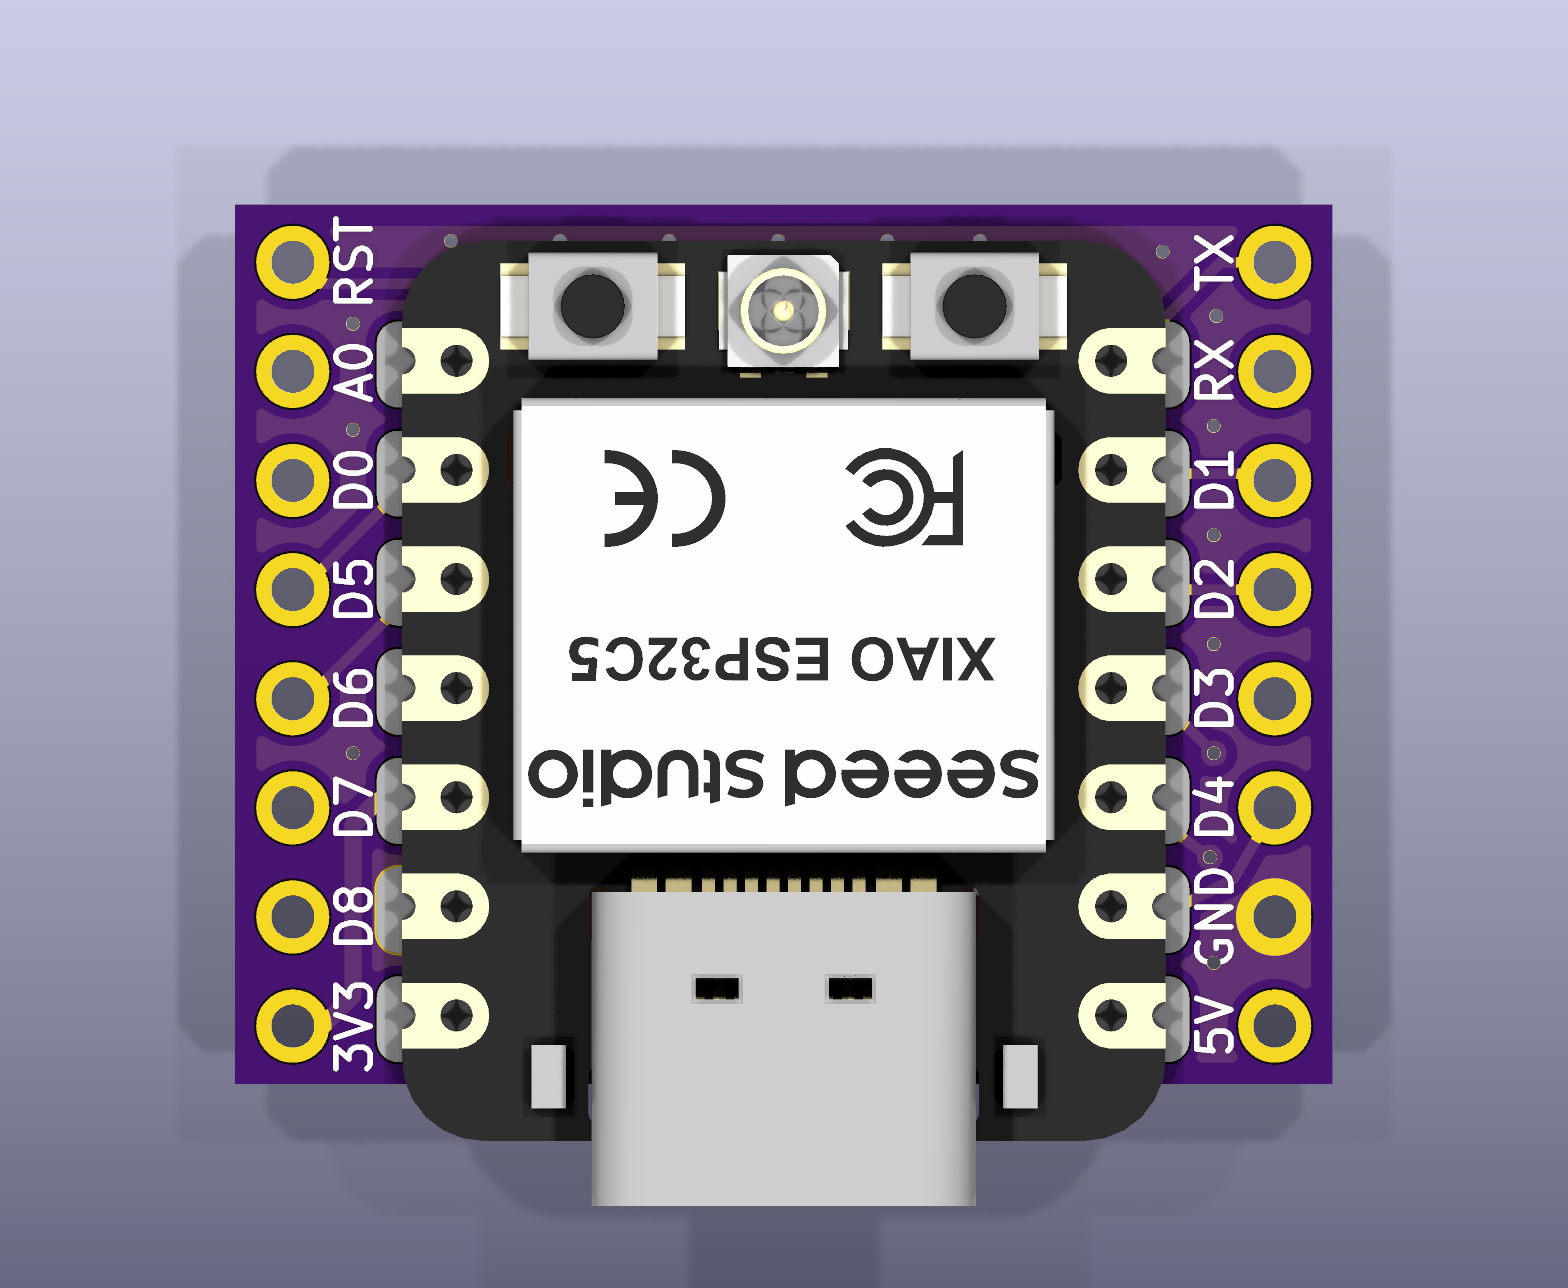 RST
A0
D0
D5
D6
D7
D8
3V3
TX
RX
D1
D2
D3
D4
GND
5V
seeed studio
XIAO ESP32C5
FC CE